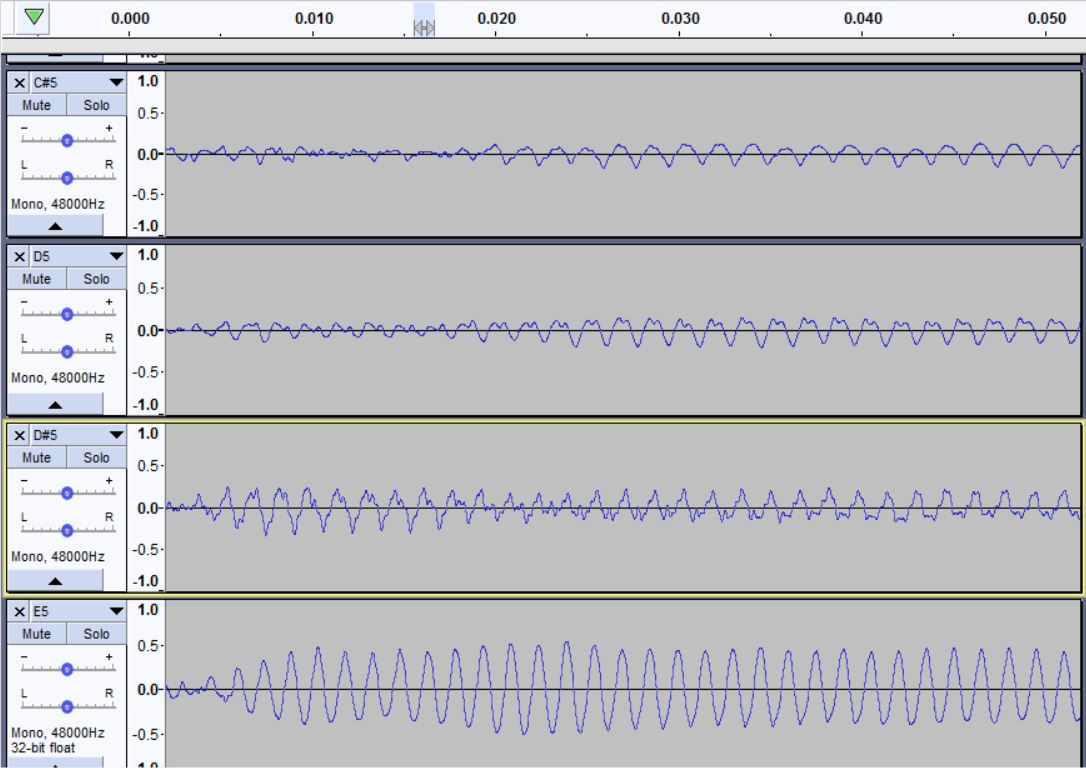 0.000 0.010 0.020 0.030 0.040 0.050
C#5 1.0
Mute Solo
0.5
- +
0.0
L R
-0.5
Mono, 48000Hz
-1.0
D5 1.0
Mute Solo
0.5
- +
0.0
L R
-0.5
Mono, 48000Hz
-1.0
D#5 1.0
Mute Solo
0.5
- +
0.0
L R
-0.5
Mono, 48000Hz
-1.0
E5 1.0
Mute Solo
0.5
- +
0.0
L R
Mono, 48000Hz -0.5
32-bit float